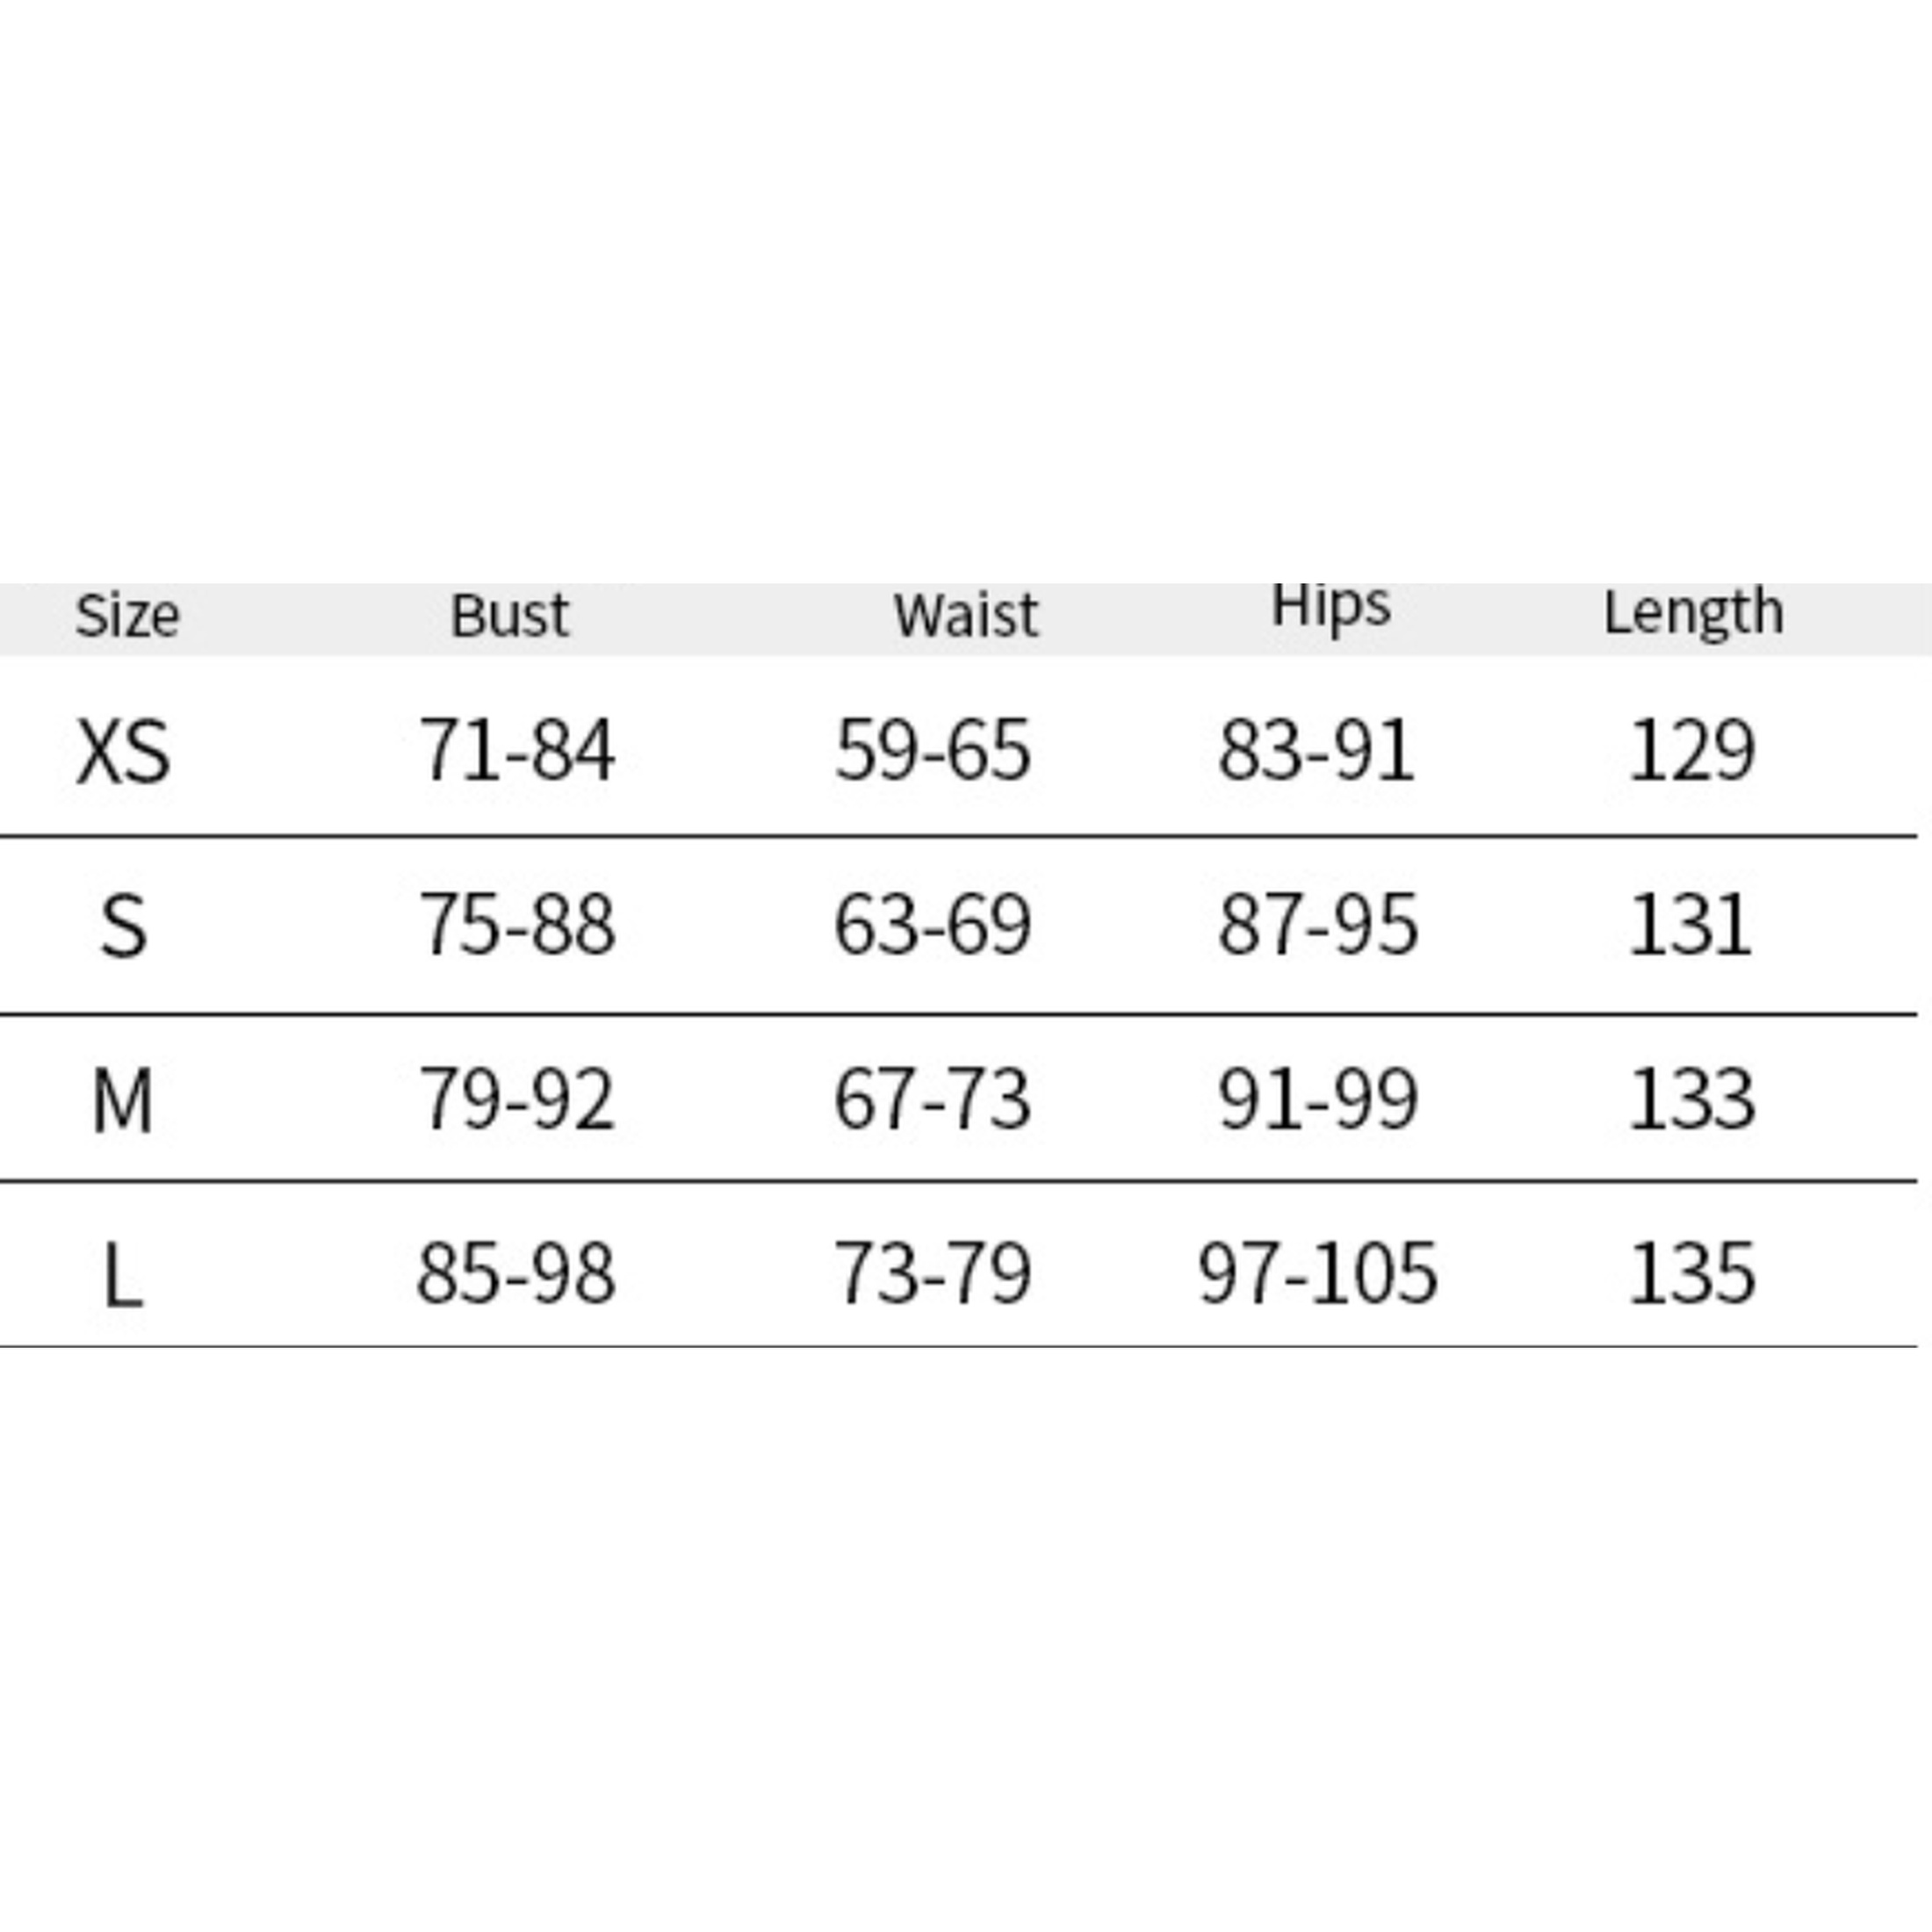 Size Bust Waist Hips Length
XS 71-84 59-65 83-91 129
S 75-88 63-69 87-95 131
M 79-92 67-73 91-99 133
L 85-98 73-79 97-105 135